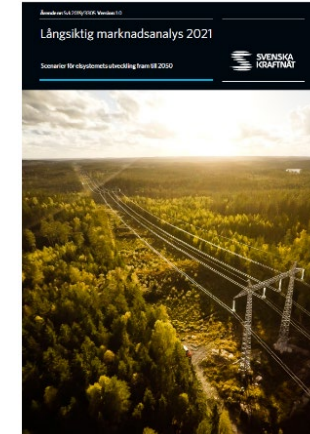 Långsiktig marknadsanalys 2021
SVENSKA
KRAFTNÄT
Scenarier för elsystemets utveckling fram till 2050